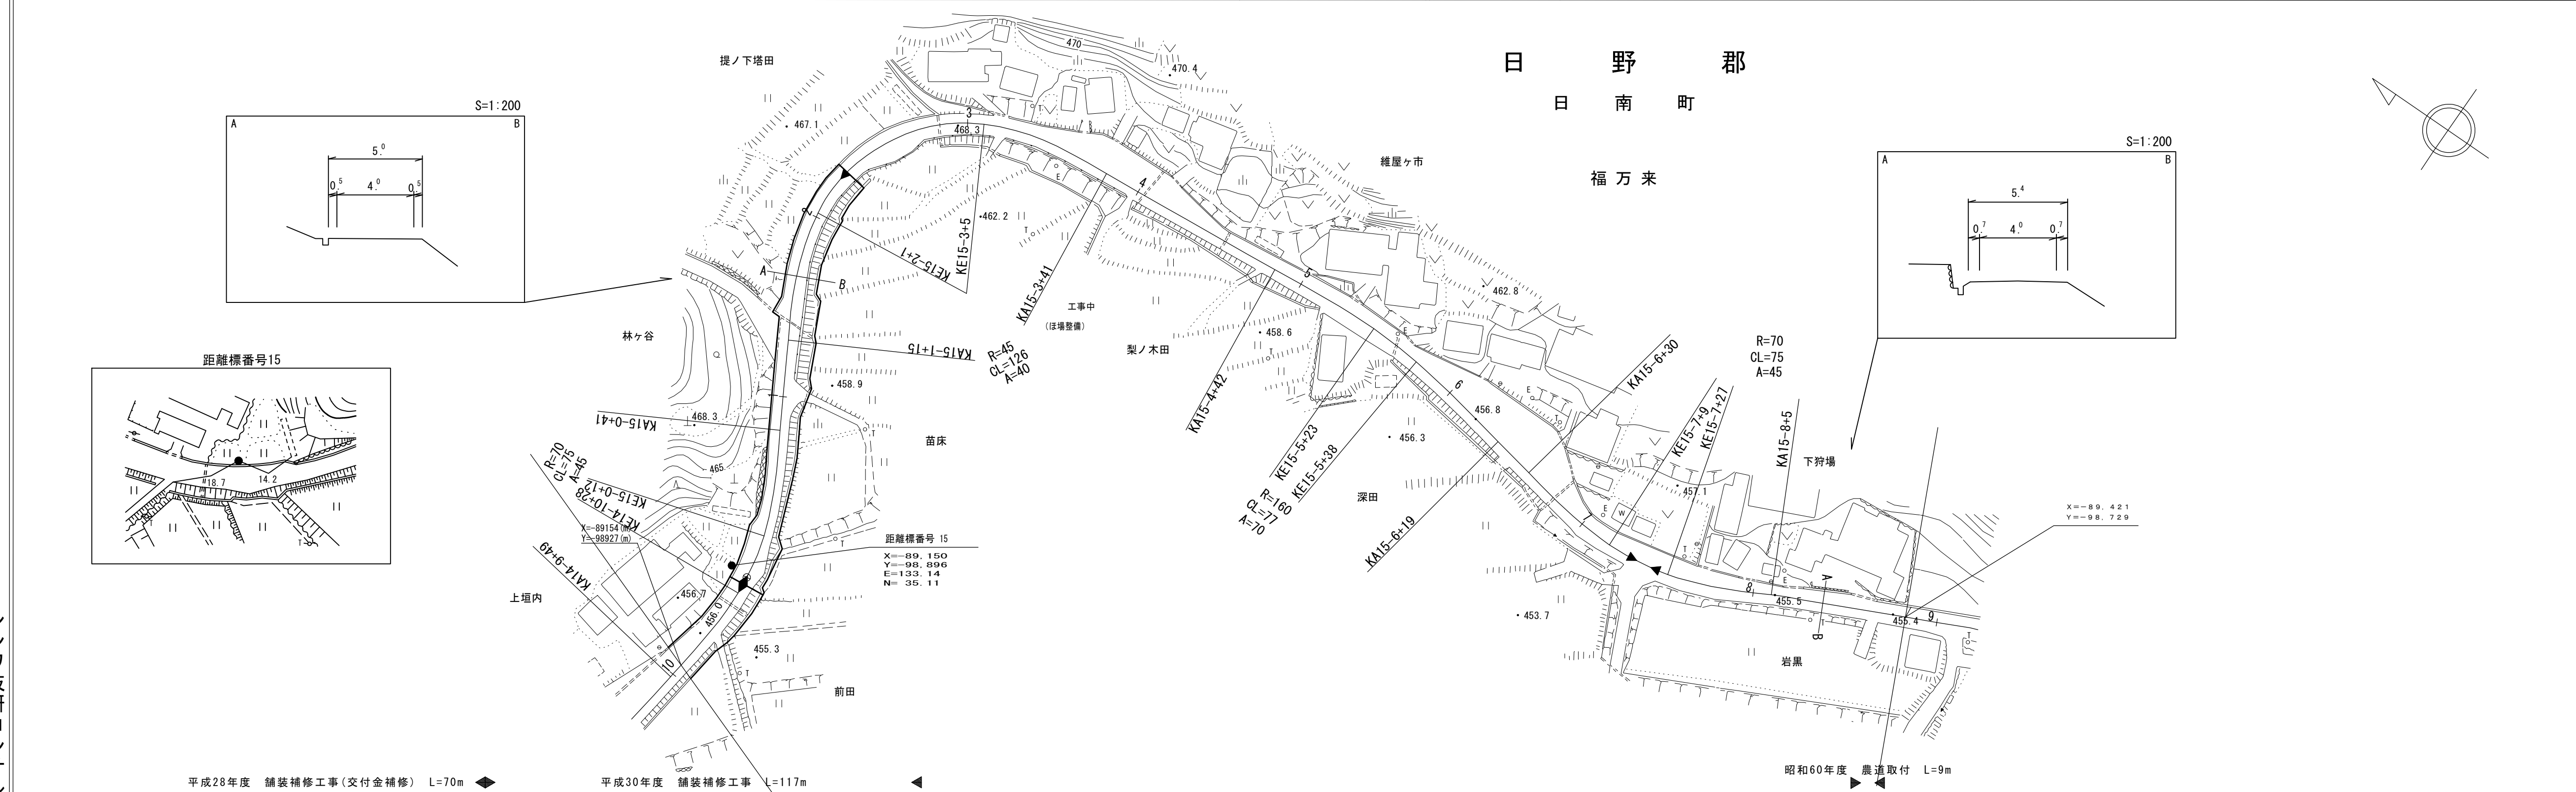 日野郡
日南町
福万来
S=1:200
A
B
5.0
0.5
4.0
0.5
距離標番号15
18.7
14.2
T
提ノ下塔田
467.1
3
468.3
470
470.4
T
462.2
T
E
KE15-3+5
KE15-2+1
2
A
B
KA15-3+41
工事中
(ほ場整備)
KA15-1+15
R=45
CL=126
A=40
林ヶ谷
458.9
1
468.3
KA15-0+41
465
苗床
T
R=70
CL=75
A=45
KE15-0+12
KE14-10+28
X=-89154(m)
Y=-98927(m)
KA14-9+49
距離標番号 15
X=-89,150
Y=-98,896
E=133.14
N= 35.11
T
上垣内
456.7
456.0
10
455.3
T
前田
維屋ヶ市
4
5
462.8
458.6
T
梨ノ木田
KA15-4+42
E
6
456.8
KA15-6+30
456.3
KE15-5+23
KE15-5+38
R=160
CL=77
A=70
深田
KA15-6+19
E
T
R=70
CL=75
A=45
KE15-7+9
KE15-7+27
KA15-8+5
下狩場
457.1
E
W
7
T
453.7
8
E
455.5
A
B
T
455.4
9
T
岩黒
X=-89.421
Y=-98.729
S=1:200
A
B
5.4
0.7
4.0
0.7
平成28年度 舗装補修工事(交付金補修) L=70m
平成30年度 舗装補修工事 L=117m
昭和60年度 農道取付 L=9m